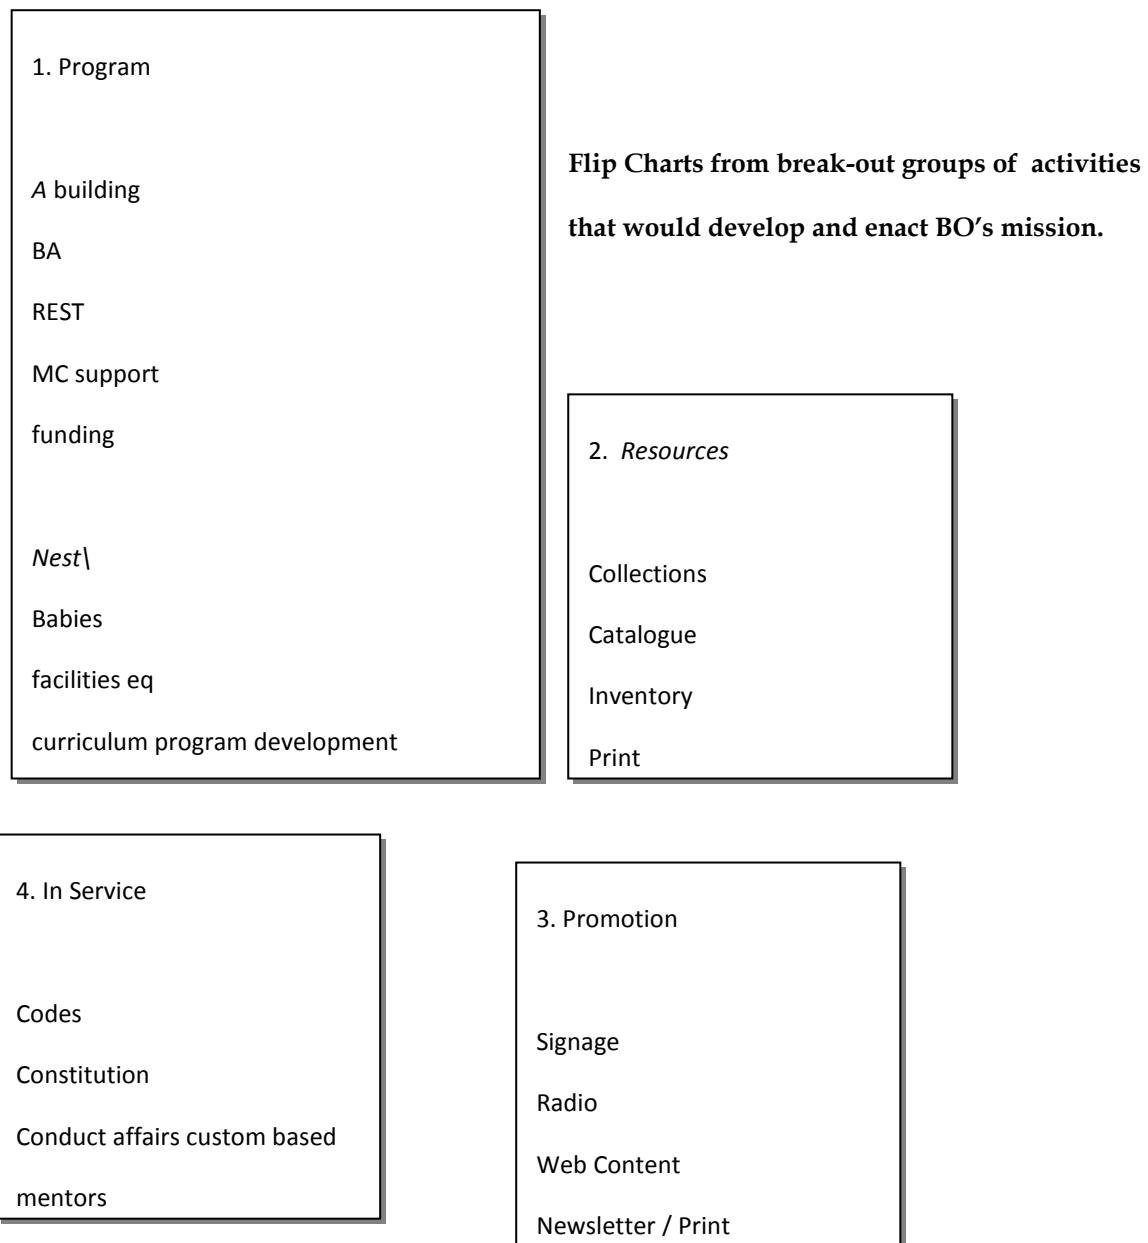 1. Program
A building
BA
REST
MC support
funding
Nest\
Babies
facilities eq
curriculum program development
Flip Charts from break-out groups of activities
that would develop and enact BO’s mission.
2. Resources
Collections
Catalogue
Inventory
Print
4. In Service
Codes
Constitution
Conduct affairs custom based
mentors
3. Promotion
Signage
Radio
Web Content
Newsletter / Print